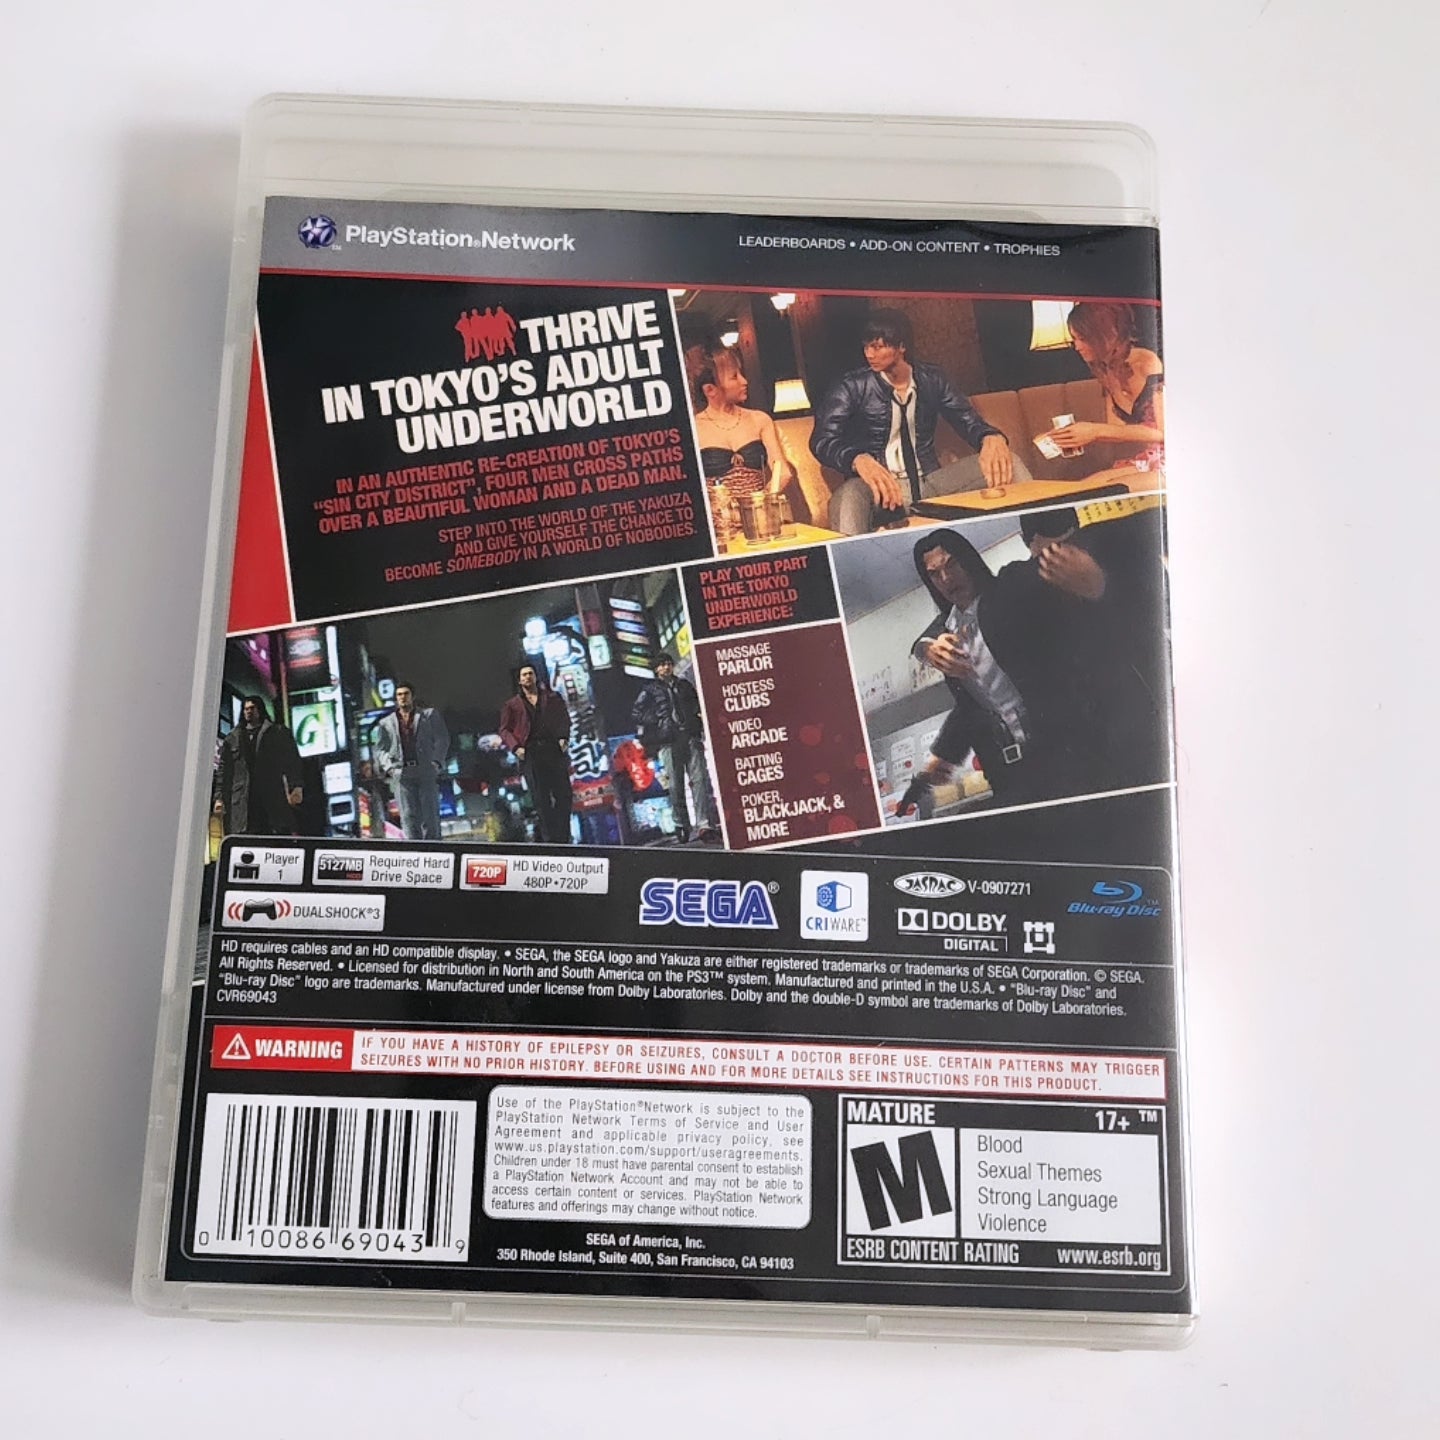 PlayStation®Network
LEADERBOARDS • ADD-ON CONTENT • TROPHIES
THRIVE
IN TOKYO'S ADULT
UNDERWORLD
IN AN AUTHENTIC RE-CREATION OF TOKYO'S
"SIN CITY DISTRICT", FOUR MEN CROSS PATHS
OVER A BEAUTIFUL WOMAN AND A DEAD MAN.
STEP INTO THE WORLD OF THE YAKUZA
AND GIVE YOURSELF THE CHANCE TO
BECOME SOMEBODY IN A WORLD OF NOBODIES.
PLAY YOUR PART
IN THE TOKYO
UNDERWORLD
EXPERIENCE:
MASSAGE
PARLOR
HOSTESS
CLUBS
VIDEO
ARCADE
BATTING
CAGES
POKER,
BLACKJACK, &
MORE
G
Player
1
5127MB
HDD
Required Hard
Drive Space
720P
HD Video Output
480P•720P
DUALSHOCK®3
SEGA®
CRIWARE™
JASRAC
V-0907271
DOLBY
DIGITAL
Blu-ray Disc™
HD requires cables and an HD compatible display. • SEGA, the SEGA logo and Yakuza are either registered trademarks or trademarks of SEGA Corporation. © SEGA.
All Rights Reserved. • Licensed for distribution in North and South America on the PS3™ system. Manufactured and printed in the U.S.A. • "Blu-ray Disc" and
"Blu-ray Disc" logo are trademarks. Manufactured under license from Dolby Laboratories. Dolby and the double-D symbol are trademarks of Dolby Laboratories.
CVR69043
WARNING
IF YOU HAVE A HISTORY OF EPILEPSY OR SEIZURES, CONSULT A DOCTOR BEFORE USE. CERTAIN PATTERNS MAY TRIGGER
SEIZURES WITH NO PRIOR HISTORY. BEFORE USING AND FOR MORE DETAILS SEE INSTRUCTIONS FOR THIS PRODUCT.
0 10086 69043 9
Use of the PlayStation®Network is subject to the
PlayStation Network Terms of Service and User
Agreement and applicable privacy policy, see
www.us.playstation.com/support/useragreements.
Children under 18 must have parental consent to establish
a PlayStation Network Account and may not be able to
access certain content or services. PlayStation Network
features and offerings may change without notice.
SEGA of America, Inc.
350 Rhode Island, Suite 400, San Francisco, CA 94103
MATURE 17+ ™
M
Blood
Sexual Themes
Strong Language
Violence
ESRB CONTENT RATING www.esrb.org